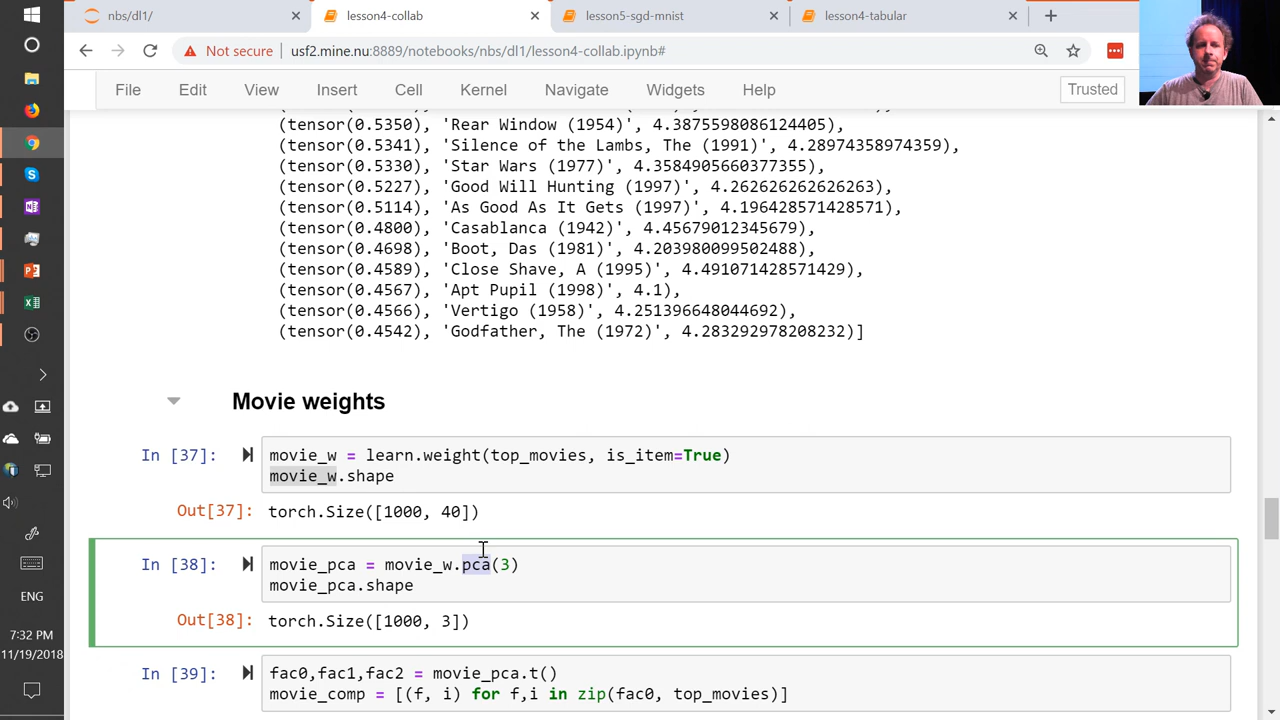 nbs/dl1/
lesson4-collab
lesson5-sgd-mnist
lesson4-tabular
Not secure
usf2.mine.nu:8889/notebooks/nbs/dl1/lesson4-collab.ipynb#
File Edit View Insert Cell Kernel Navigate Widgets Help
Trusted
(tensor(0.5350), 'Rear Window (1954)', 4.3875598086124405),
(tensor(0.5341), 'Silence of the Lambs, The (1991)', 4.28974358974359),
(tensor(0.5330), 'Star Wars (1977)', 4.3584905660377355),
(tensor(0.5227), 'Good Will Hunting (1997)', 4.262626262626263),
(tensor(0.5114), 'As Good As It Gets (1997)', 4.196428571428571),
(tensor(0.4800), 'Casablanca (1942)', 4.45679012345679),
(tensor(0.4698), 'Boot, Das (1981)', 4.203980099502488),
(tensor(0.4589), 'Close Shave, A (1995)', 4.491071428571429),
(tensor(0.4567), 'Apt Pupil (1998)', 4.1),
(tensor(0.4566), 'Vertigo (1958)', 4.251396648044692),
(tensor(0.4542), 'Godfather, The (1972)', 4.283292978208232)]
Movie weights
In [37]: movie_w = learn.weight(top_movies, is_item=True)
movie_w.shape
Out[37]: torch.Size([1000, 40])
In [38]: movie_pca = movie_w.pca(3)
movie_pca.shape
Out[38]: torch.Size([1000, 3])
In [39]: fac0,fac1,fac2 = movie_pca.t()
movie_comp = [(f, i) for f,i in zip(fac0, top_movies)]
ENG
7:32 PM
11/19/2018